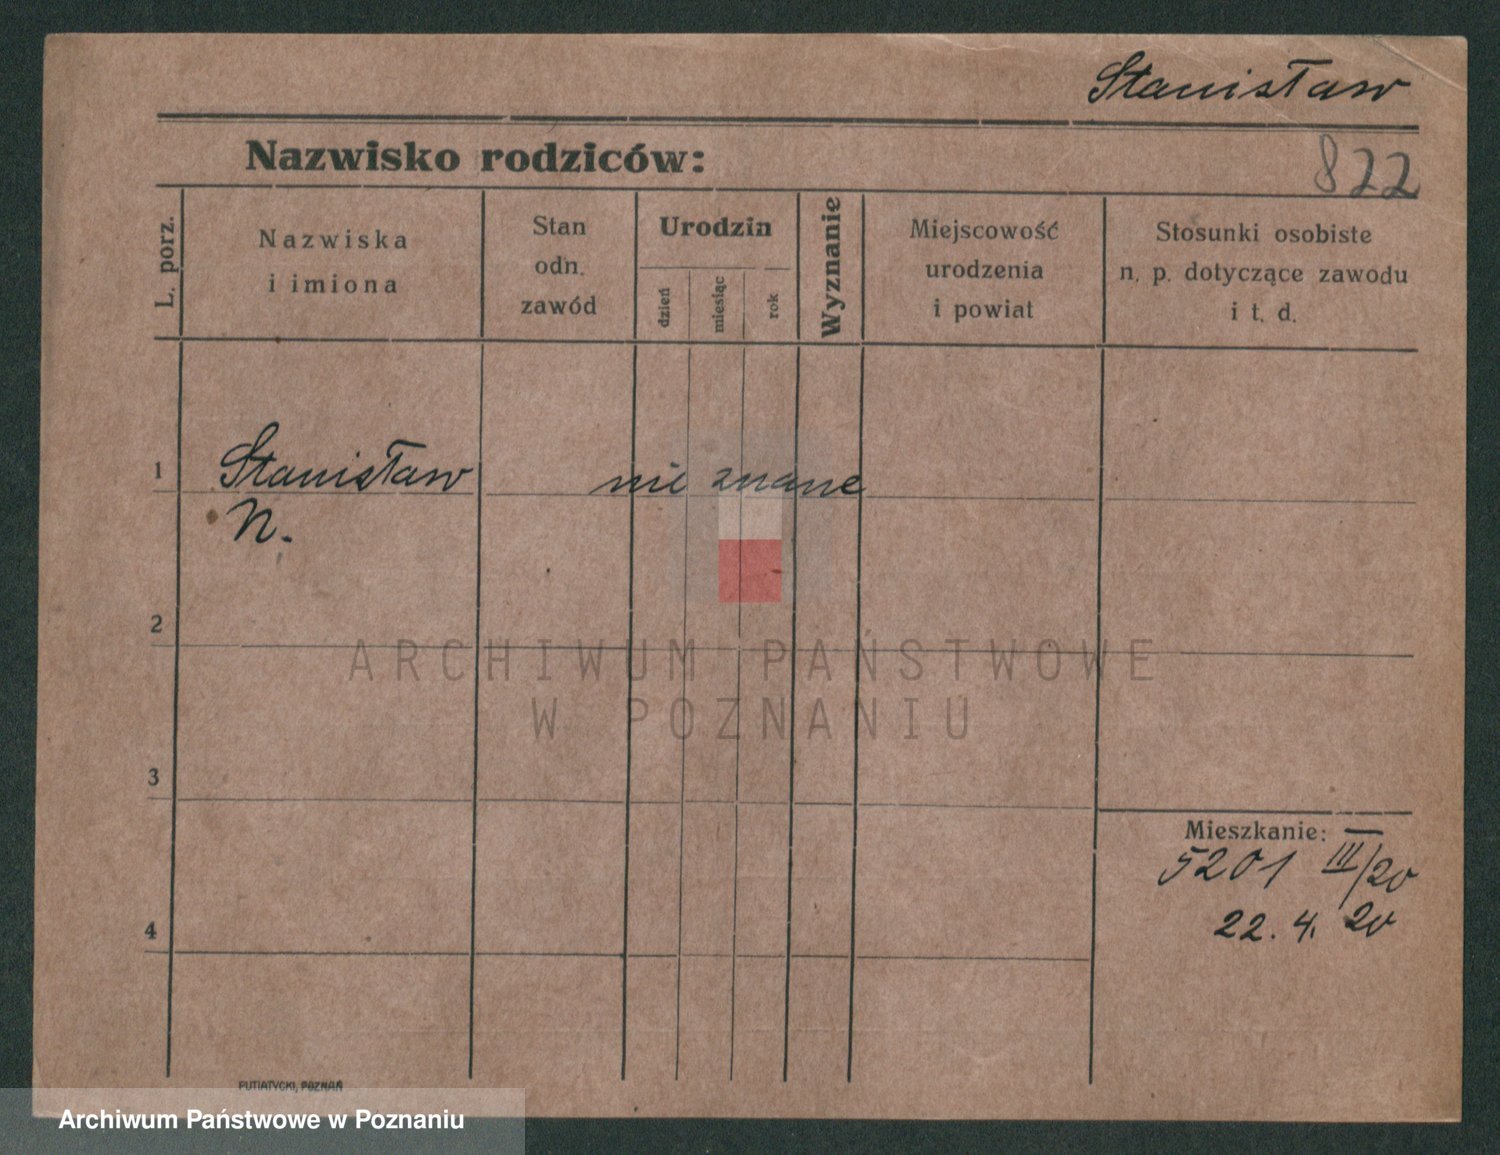 Stanisław
Nazwisko rodziców:
822
L. porz.
Nazwiska
i imiona
Stan
odn.
zawód
Urodzin
dzień
miesiąc
rok
Wyznanie
Miejscowość
urodzenia
i powiat
Stosunki osobiste
n. p. dotyczące zawodu
i t. d.
1 Stanisław nie znane
N.
2
ARCHIWUM PAŃSTWOWE
W POZNANIU
3
Mieszkanie: —
5201 III/20
22. 4. 20
4
PUTIATYCKI, POZNAŃ
Archiwum Państwowe w Poznaniu